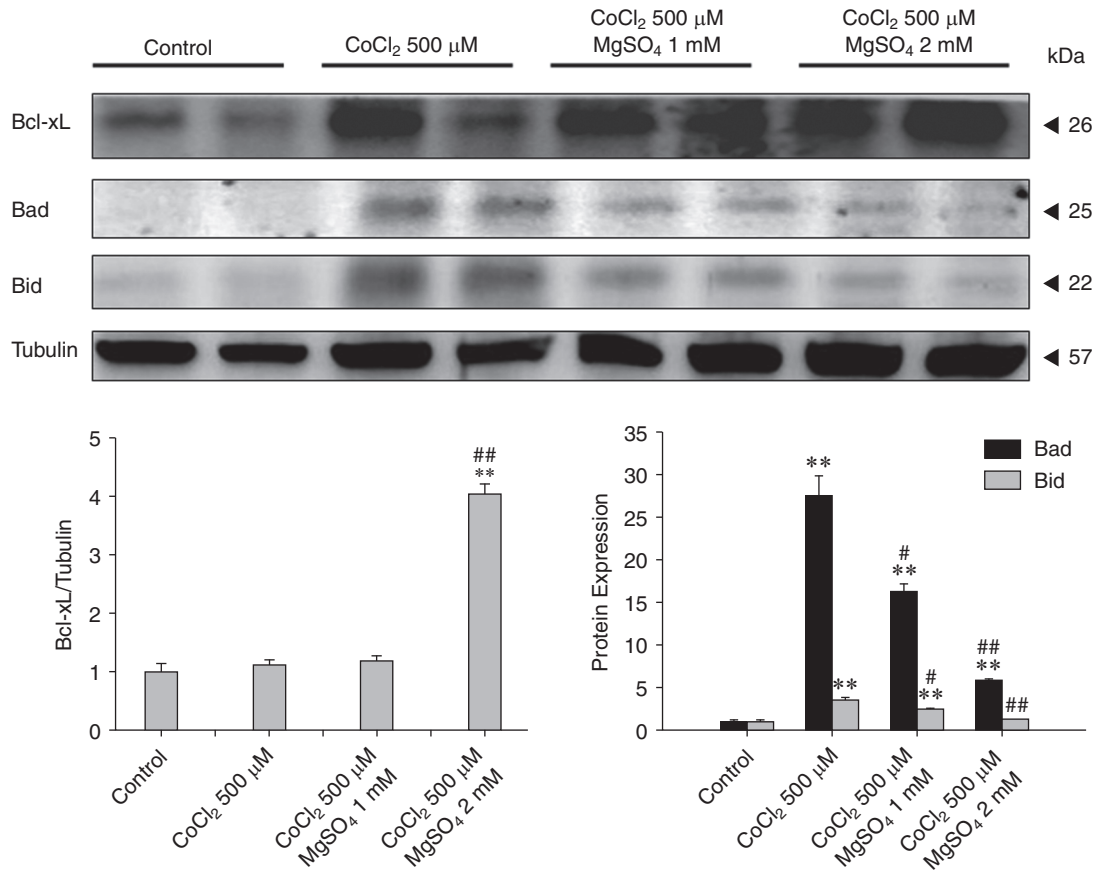 Control
CoCl₂ 500 μM
CoCl₂ 500 μM
MgSO₄ 1 mM
CoCl₂ 500 μM
MgSO₄ 2 mM
kDa
Bcl-xL
26
Bad
25
Bid
22
Tubulin
57
Bcl-xL/Tubulin
5
4
3
2
1
0
##
**
Control
CoCl₂ 500 μM
CoCl₂ 500 μM
MgSO₄ 1 mM
CoCl₂ 500 μM
MgSO₄ 2 mM
Protein Expression
35
30
25
20
15
10
5
0
**
**
#
**
#
**
##
**
##
Bad
Bid
Control
CoCl₂ 500 μM
CoCl₂ 500 μM
MgSO₄ 1 mM
CoCl₂ 500 μM
MgSO₄ 2 mM